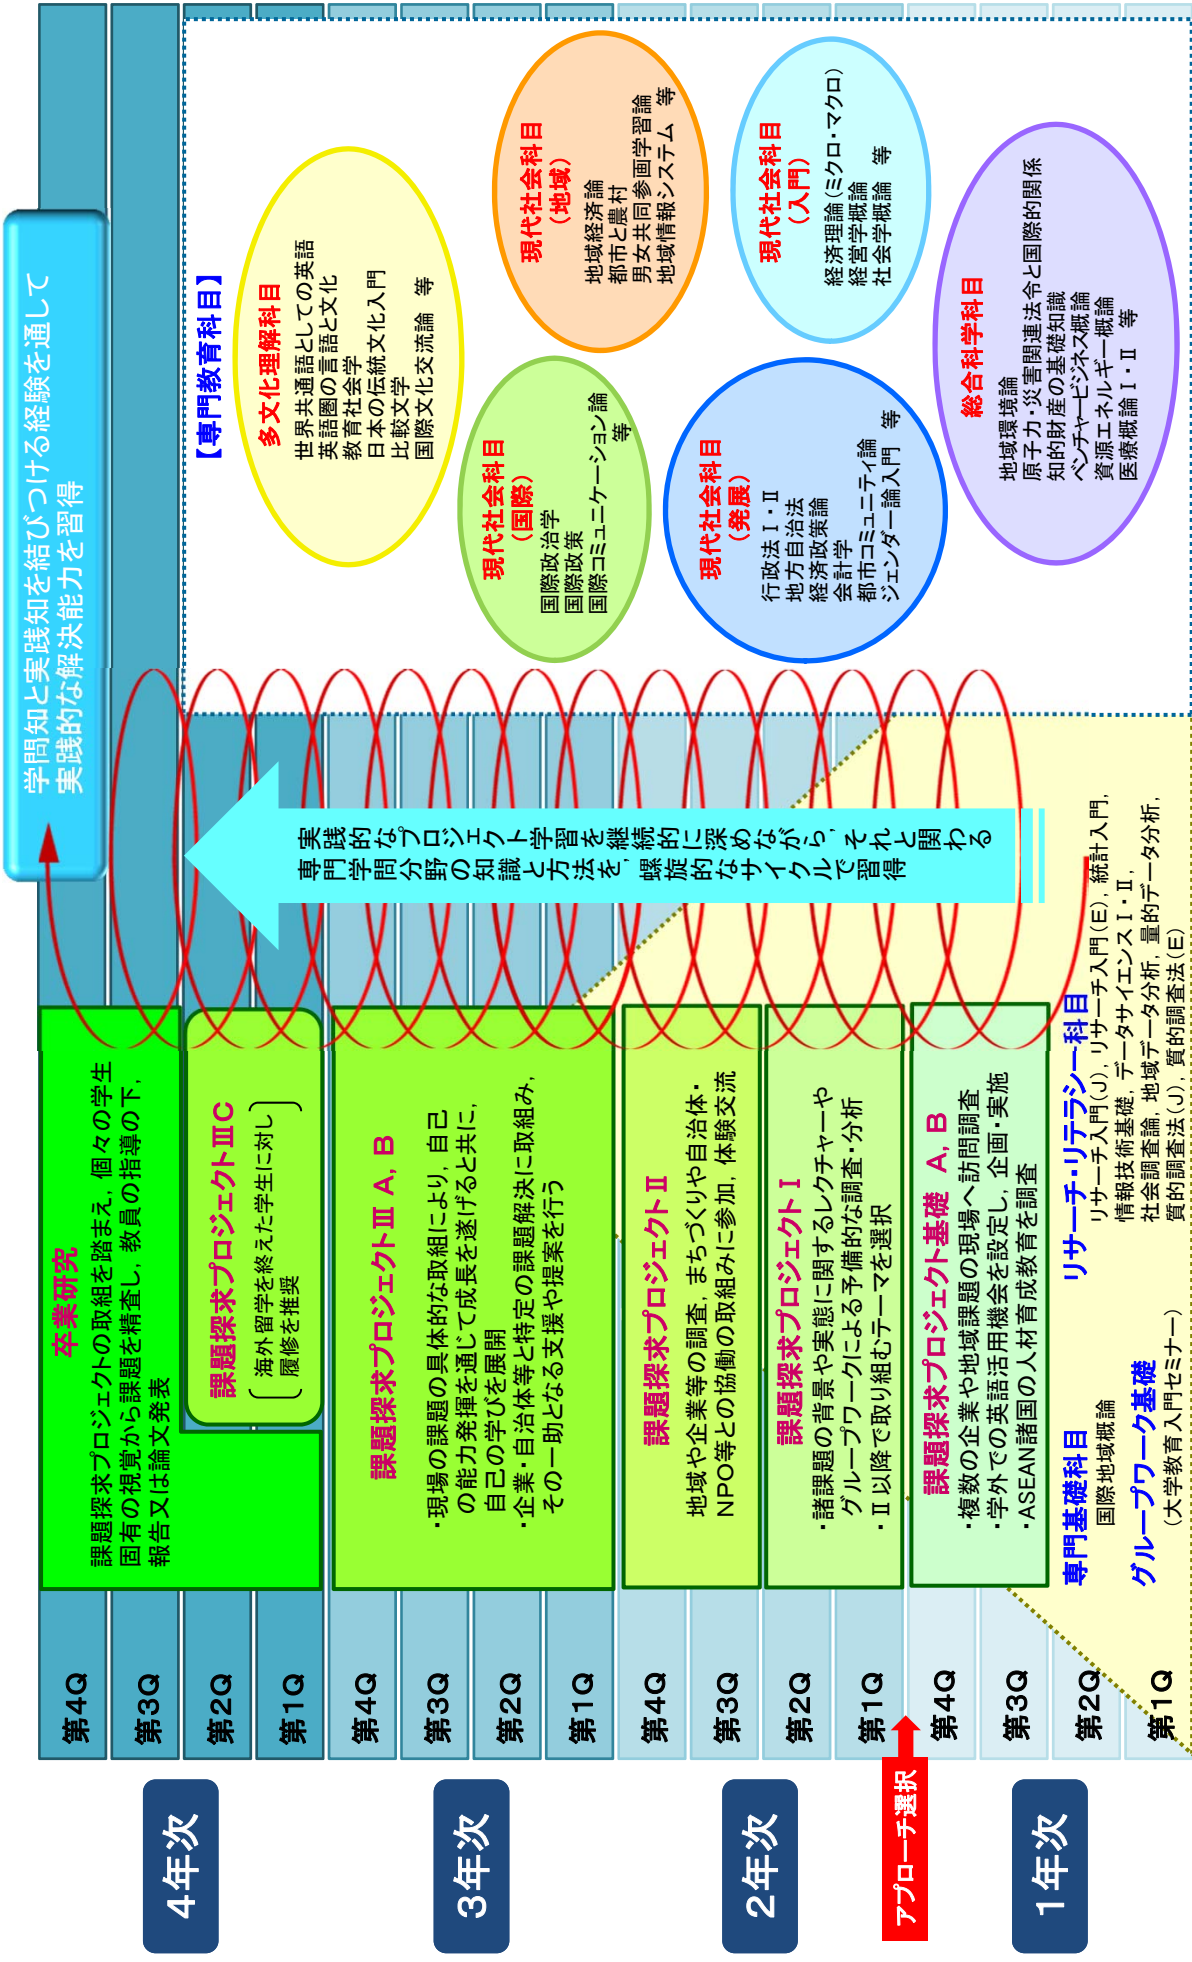 学問知と実践知を結びつける経験を通して
実践的な解決能力を習得
4年次
第4Q
第3Q
第2Q
第1Q
3年次
第4Q
第3Q
第2Q
第1Q
2年次
第4Q
第3Q
第2Q
第1Q
アプローチ選択
1年次
第4Q
第3Q
第2Q
第1Q
卒業研究
課題探求プロジェクトの取組を踏まえ，個々の学生
固有の視覚から課題を精査し，教員の指導の下，
報告又は論文発表
課題探求プロジェクトⅢC
海外留学を終えた学生に対し
履修を推奨
課題探求プロジェクトⅢ A，B
・現場の課題の具体的な取組により，自己
の能力発揮を通じて成長を遂げると共に，
自己の学びを展開
・企業・自治体等と特定の課題解決に取組み，
その一助となる支援や提案を行う
課題探求プロジェクトⅡ
地域や企業等の調査，まちづくりや自治体・
NPO等との協働の取組みに参加，体験交流
課題探求プロジェクトⅠ
・諸課題の背景や実態に関するレクチャーや
グループワークによる予備的な調査・分析
・Ⅱ以降で取り組むテーマを選択
課題探求プロジェクト基礎 A，B
・複数の企業や地域課題の現場へ訪問調査
・学外での英語活用機会を設定し，企画・実施
・ASEAN諸国の人材育成教育を調査
専門基礎科目
国際地域概論
グループワーク基礎
（大学教育入門セミナー）
リサーチ・リテラシー科目
リサーチ入門（J），リサーチ入門（E），統計入門，
情報技術基礎，データサイエンスⅠ・Ⅱ，
社会調査論，地域データ分析，量的データ分析，
質的調査法（J），質的調査法（E）
実践的なプロジェクト学習を継続的に深めながら，それと関わる
専門学問分野の知識と方法を，螺旋的なサイクルで習得
【専門教育科目】
多文化理解科目
世界共通語としての英語
英語圏の言語と文化
教育社会学
日本の伝統文化入門
比較文学
国際文化交流論 等
現代社会科目
（国際）
国際政治学
国際政策
国際コミュニケーション論
等
現代社会科目
（地域）
地域経済論
都市と農村
男女共同参画学習論
地域情報システム 等
現代社会科目
（発展）
行政法Ⅰ・Ⅱ
地方自治法
経済政策論
会計学
都市コミュニティ論
ジェンダー論入門 等
現代社会科目
（入門）
経済理論（ミクロ・マクロ）
経営学概論
社会学概論 等
総合科学科目
地域環境論
原子力・災害関連法令と国際的関係
知的財産の基礎知識
ベンチャービジネス概論
資源エネルギー概論
医療概論Ⅰ・Ⅱ 等